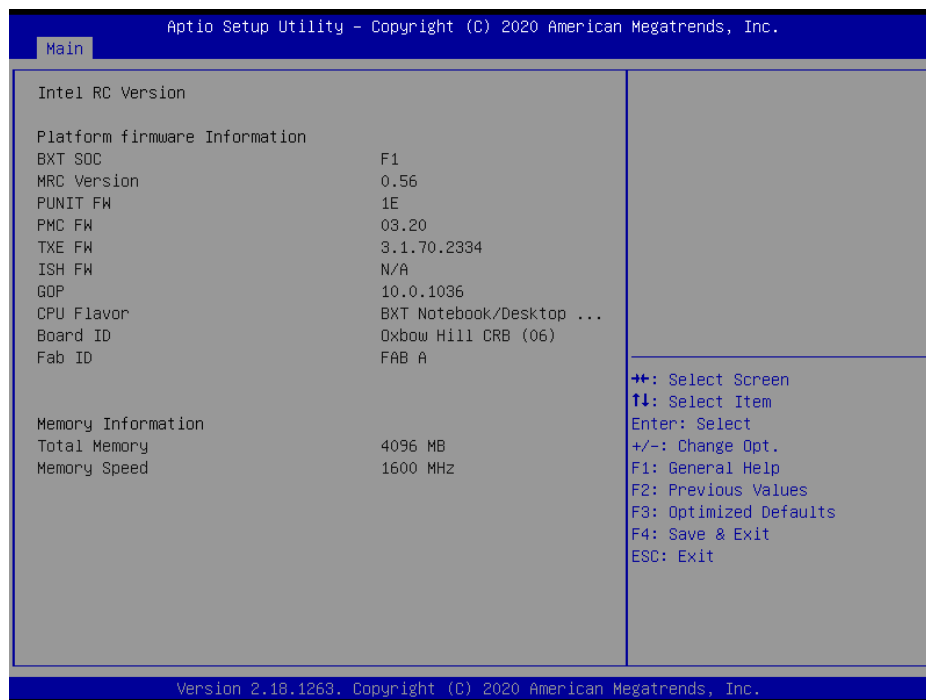 Aptio Setup Utility – Copyright (C) 2020 American Megatrends, Inc.
Main
Intel RC Version
Platform firmware Information
BXT SOC F1
MRC Version 0.56
PUNIT FW 1E
PMC FW 03.20
TXE FW 3.1.70.2334
ISH FW N/A
GOP 10.0.1036
CPU Flavor BXT Notebook/Desktop ...
Board ID Oxbow Hill CRB (06)
Fab ID FAB A
Memory Information
Total Memory 4096 MB
Memory Speed 1600 MHz
→←: Select Screen
↑↓: Select Item
Enter: Select
+/-: Change Opt.
F1: General Help
F2: Previous Values
F3: Optimized Defaults
F4: Save & Exit
ESC: Exit
Version 2.18.1263. Copyright (C) 2020 American Megatrends, Inc.